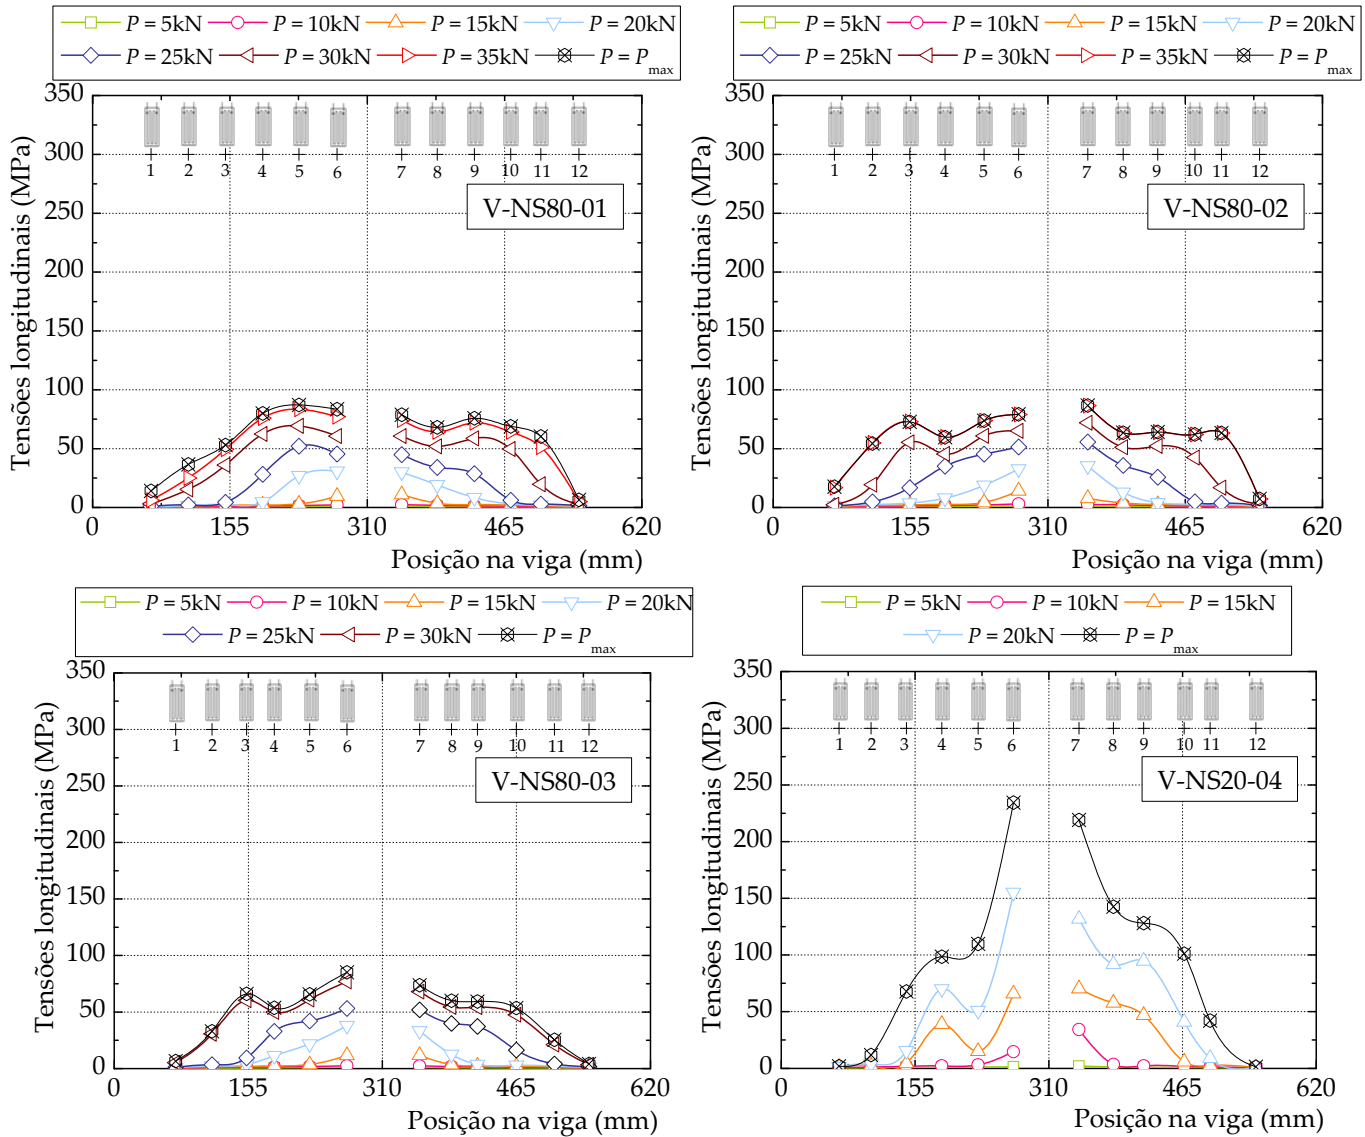 P = 5kN P = 10kN P = 15kN P = 20kN
P = 25kN P = 30kN P = 35kN P = Pmax
350
300
250
200
150
100
50
0
Tensões longitudinais (MPa)
1 2 3 4 5 6 7 8 9 10 11 12
V-NS80-01
0 155 310 465 620
Posição na viga (mm)
P = 5kN P = 10kN P = 15kN P = 20kN
P = 25kN P = 30kN P = 35kN P = Pmax
350
300
250
200
150
100
50
0
Tensões longitudinais (MPa)
1 2 3 4 5 6 7 8 9 10 11 12
V-NS80-02
0 155 310 465 620
Posição na viga (mm)
P = 5kN P = 10kN P = 15kN P = 20kN
P = 25kN P = 30kN P = Pmax
350
300
250
200
150
100
50
0
Tensões longitudinais (MPa)
1 2 3 4 5 6 7 8 9 10 11 12
V-NS80-03
0 155 310 465 620
Posição na viga (mm)
P = 5kN P = 10kN P = 15kN
P = 20kN P = Pmax
350
300
250
200
150
100
50
0
Tensões longitudinais (MPa)
1 2 3 4 5 6 7 8 9 10 11 12
V-NS20-04
0 155 310 465 620
Posição na viga (mm)